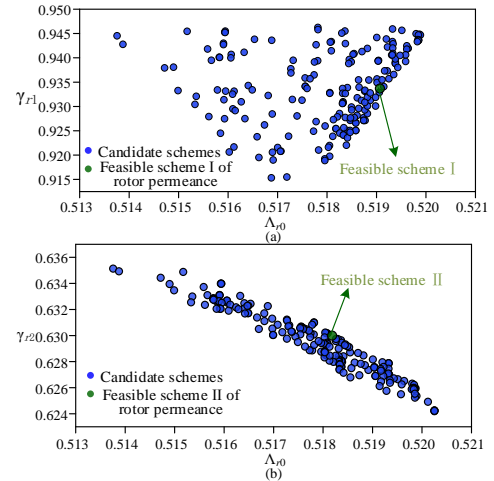 0.950
0.945
0.940
0.935
γr1
0.930
0.925
0.920
0.915
Candidate schemes
Feasible scheme I of
rotor permeance
Feasible scheme Ⅰ
0.513 0.514 0.515 0.516 0.517 0.518 0.519 0.520 0.521
Λr0
(a)
0.636
0.634
0.632
γr2 0.630
0.628
0.626
0.624
Feasible scheme Ⅱ
Candidate schemes
Feasible scheme II of
rotor permeance
0.513 0.514 0.515 0.516 0.517 0.518 0.519 0.520 0.521
Λr0
(b)